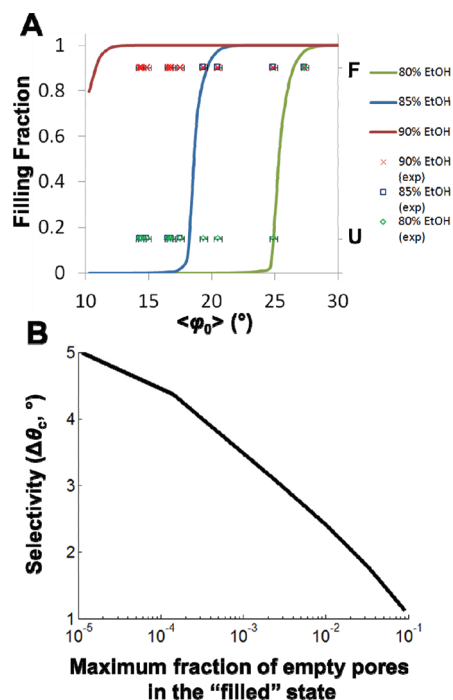 A
Filling Fraction
1
0.8
0.6
0.4
0.2
0
10 15 20 25 30
<φ₀> (°)
F
U
80% EtOH
85% EtOH
90% EtOH
90% EtOH
(exp)
85% EtOH
(exp)
80% EtOH
(exp)
B
Selectivity (Δθc, °)
5
4
3
2
1
10⁻⁵ 10⁻⁴ 10⁻³ 10⁻² 10⁻¹
Maximum fraction of empty pores
in the “filled” state